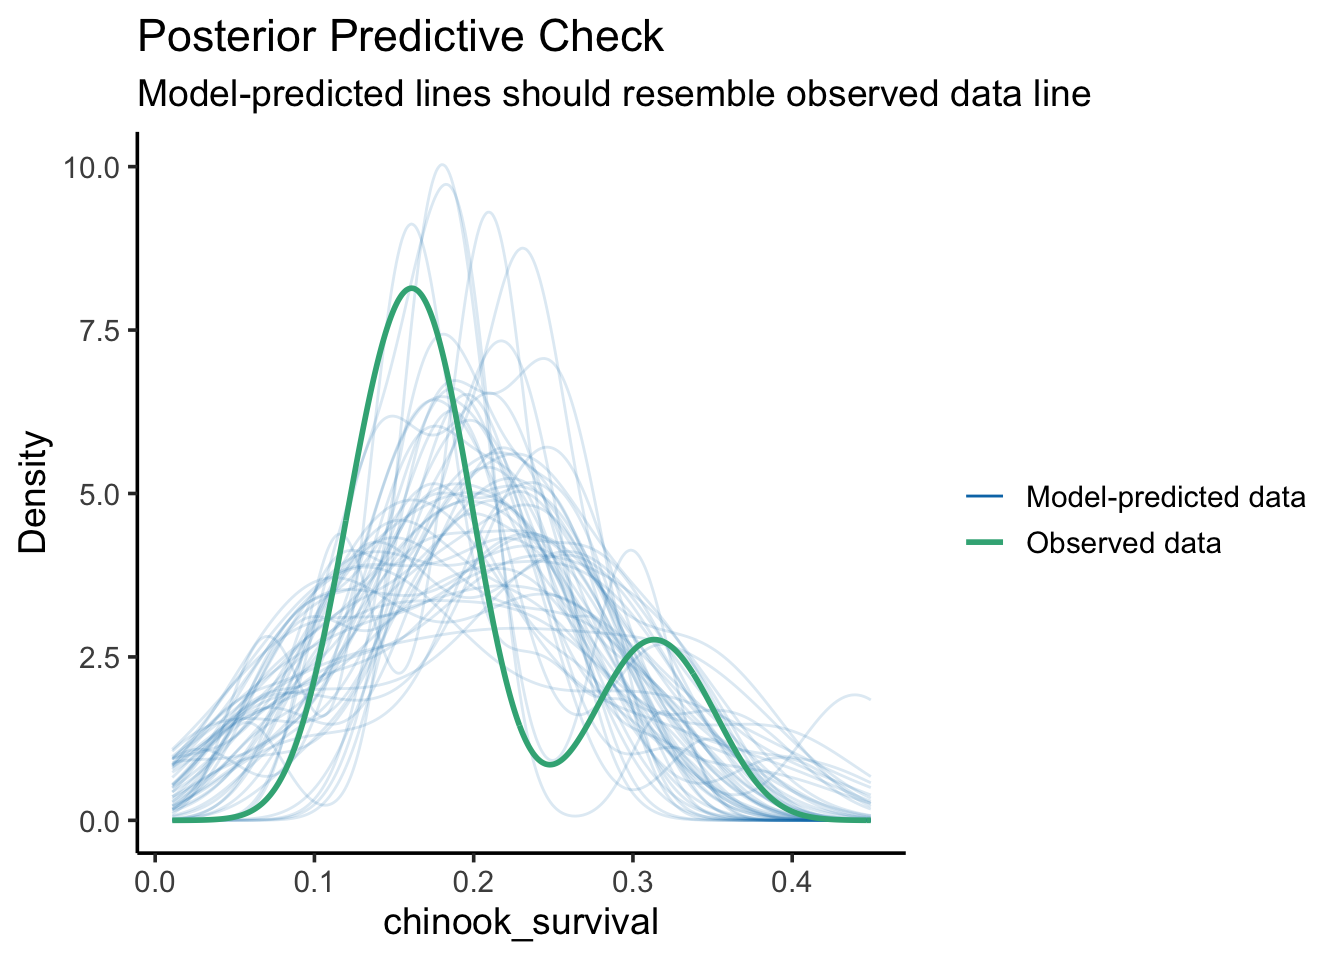 Posterior Predictive Check
Model-predicted lines should resemble observed data line
10.0
7.5
5.0
2.5
0.0
Density
0.0 0.1 0.2 0.3 0.4
chinook_survival
Model-predicted data
Observed data